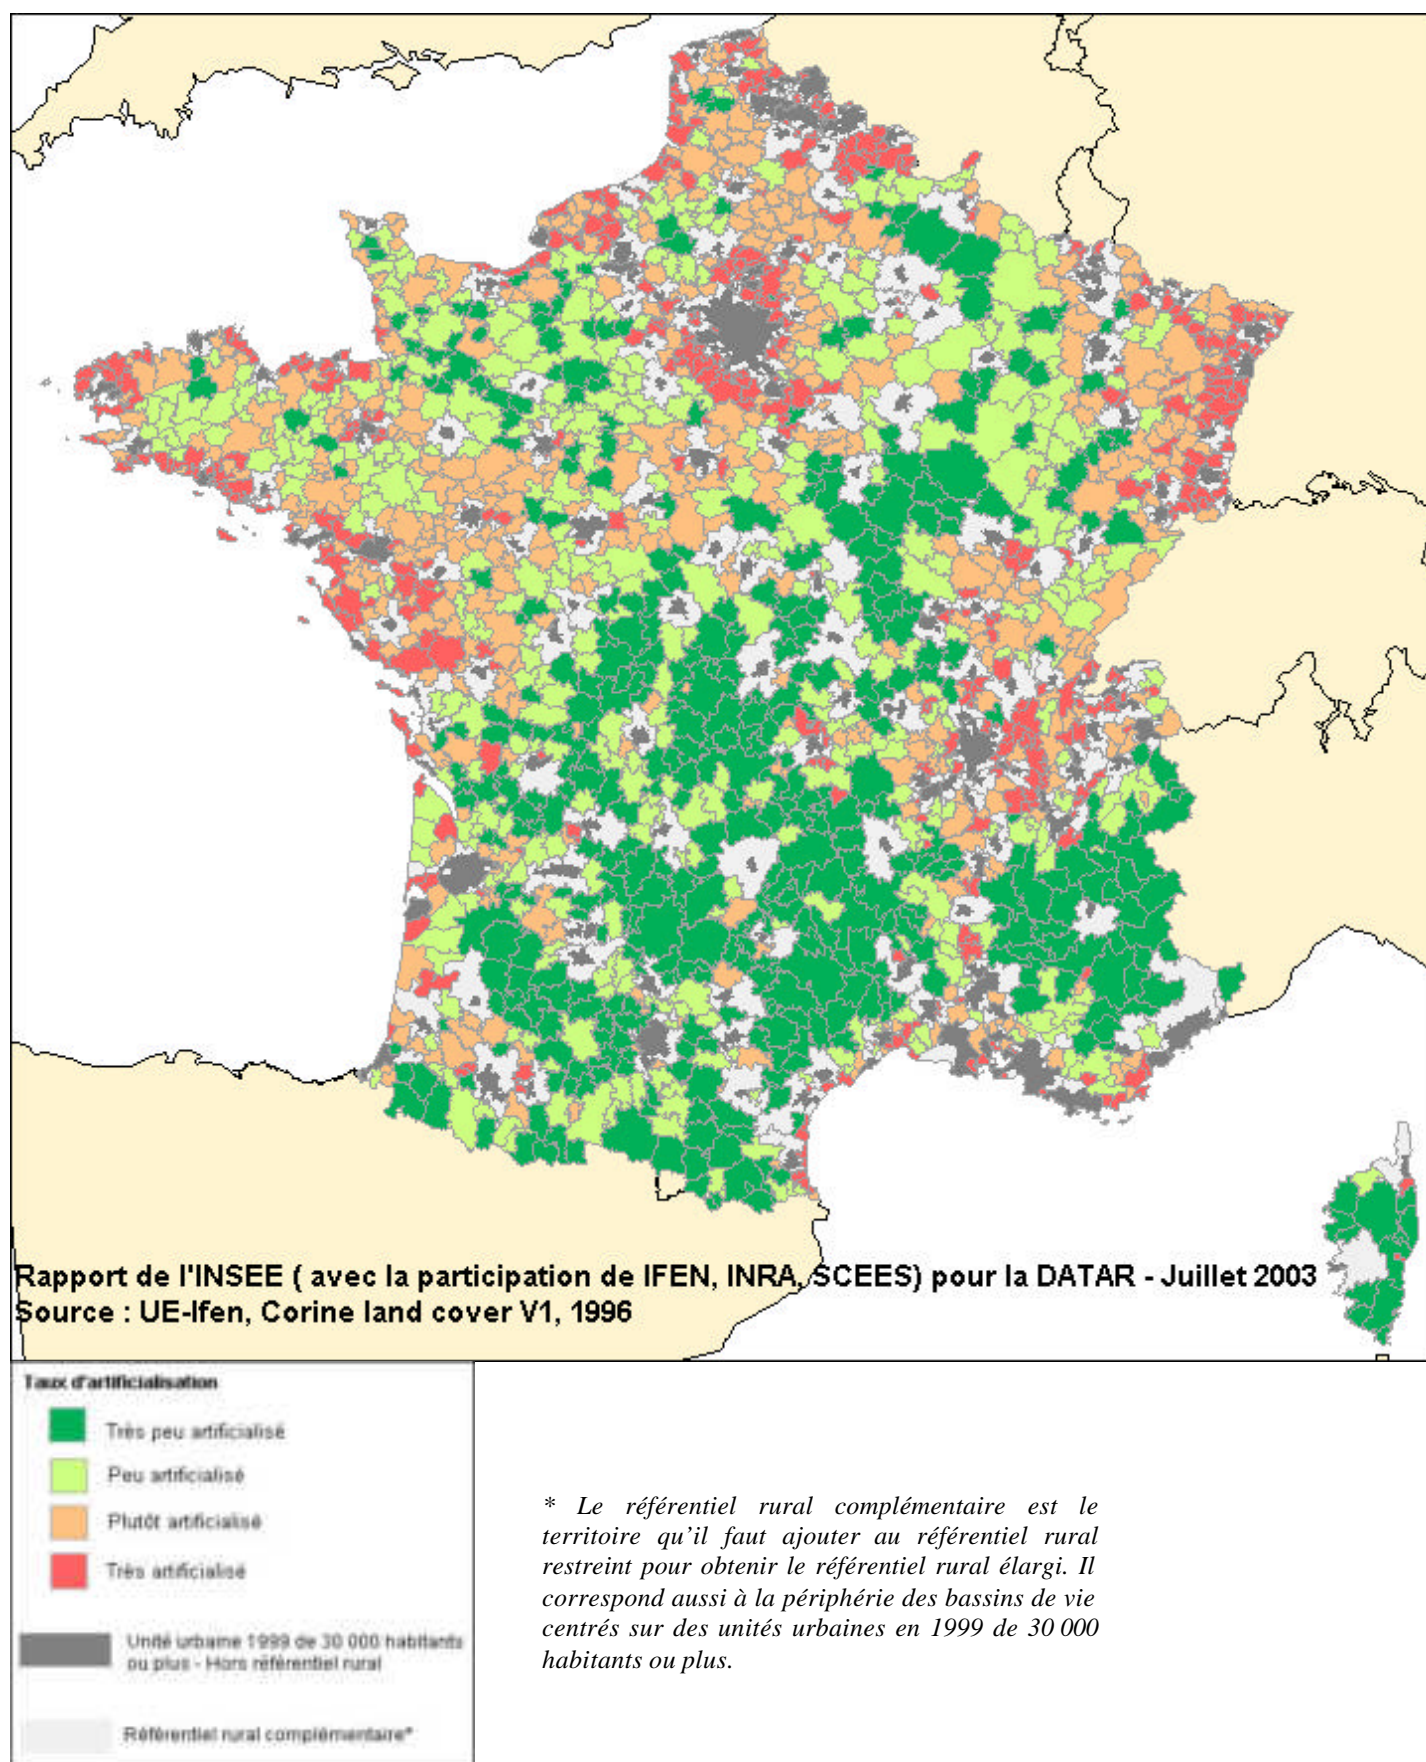 Rapport de l'INSEE ( avec la participation de IFEN, INRA, SCEES) pour la DATAR - Juillet 2003
Source : UE-Ifen, Corine land cover V1, 1996
Taux d'artificialisation
Très peu artificialisé
Peu artificialisé
Plutôt artificialisé
Très artificialisé
Unité urbaine 1999 de 30 000 habitants
ou plus - Hors référentiel rural
Référentiel rural complémentaire*
* Le référentiel rural complémentaire est le
territoire qu’il faut ajouter au référentiel rural
restreint pour obtenir le référentiel rural élargi. Il
correspond aussi à la périphérie des bassins de vie
centrés sur des unités urbaines en 1999 de 30 000
habitants ou plus.